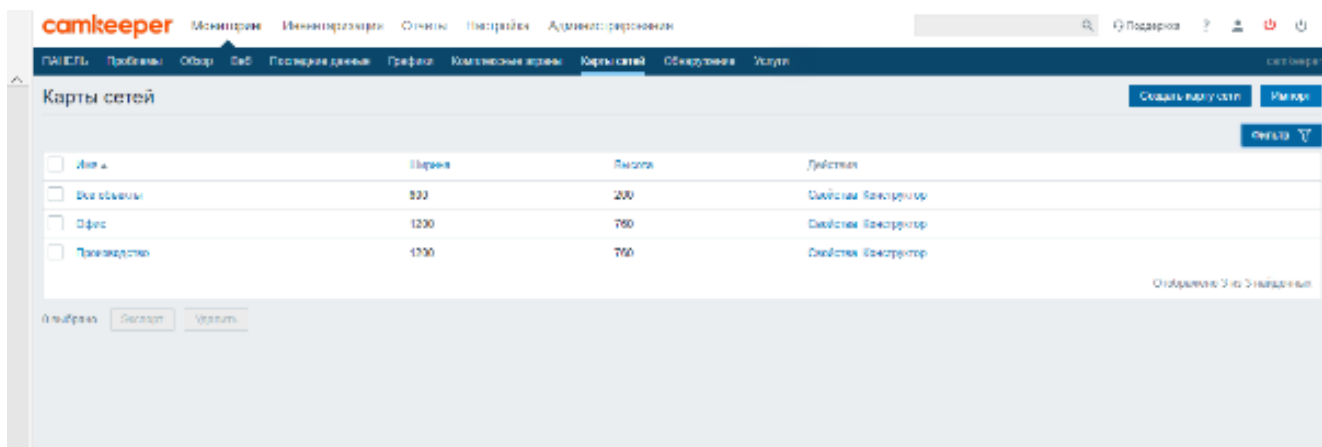 camkeeper Мониторинг Инвентаризация Отчеты Настройка Администрирование Поддержка ?
ПАНЕЛЬ Проблемы Обзор Веб Последние данные Графики Комплексные экраны Карты сетей Обнаружение Услуги camkeeper
Карты сетей Создать карту сети Импорт
Фильтр
Имя Ширина Высота Действия
Все объекты 200 Свойства Конструктор
Офис 1200 760 Свойства Конструктор
Производство 1200 760 Свойства Конструктор
Отображено 3 из 3 найденных
0 выбрано Экспорт Удалить